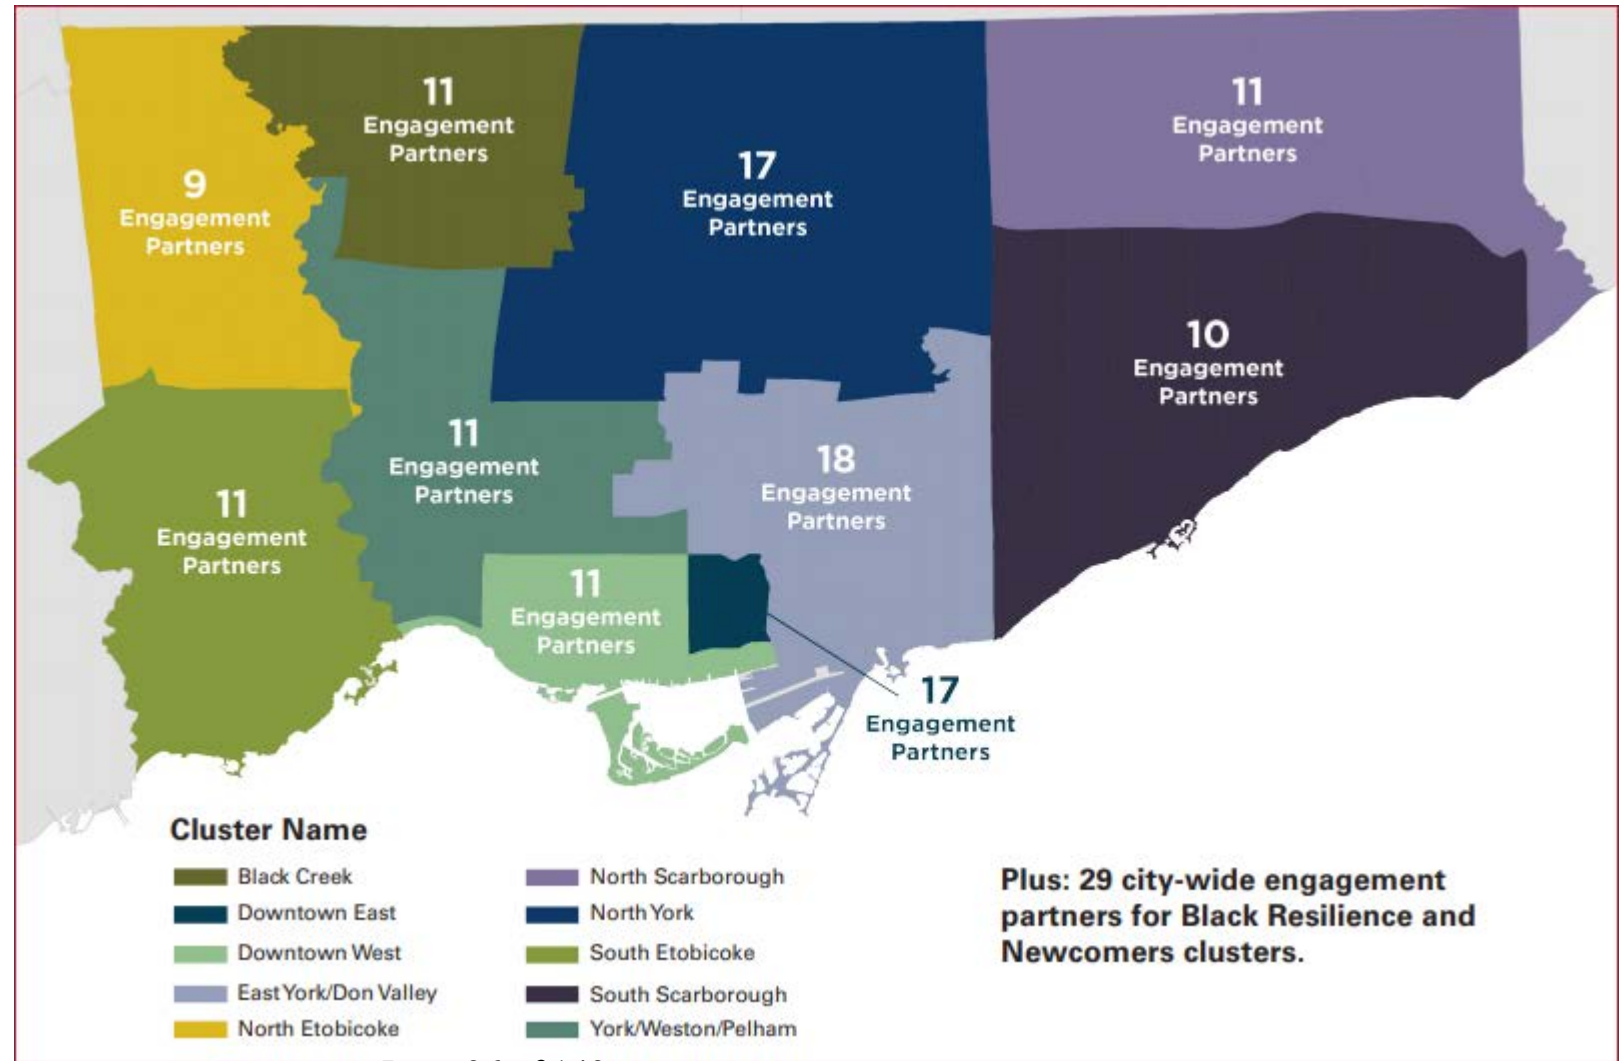 11
Engagement
Partners
11
Engagement
Partners
17
Engagement
Partners
9
Engagement
Partners
10
Engagement
Partners
11
Engagement
Partners
18
Engagement
Partners
11
Engagement
Partners
11
Engagement
Partners
17
Engagement
Partners
Cluster Name
Black Creek
Downtown East
Downtown West
East York/Don Valley
North Etobicoke
North Scarborough
North York
South Etobicoke
South Scarborough
York/Weston/Pelham
Plus: 29 city-wide engagement
partners for Black Resilience and
Newcomers clusters.